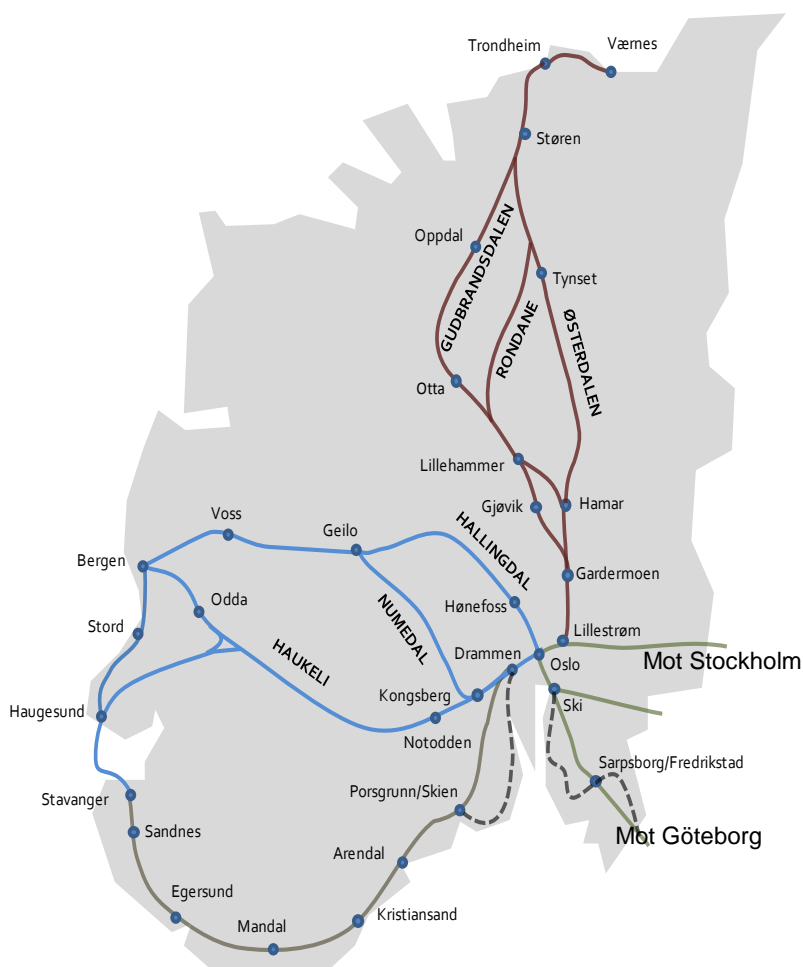 Værnes
Trondheim
Støren
Oppdal
GUDBRANDSDALEN
Tynset
RONDANE
ØSTERDALEN
Otta
Lillehammer
Gjøvik
Hamar
Voss
Geilo
HALLINGDAL
Bergen
Gardermoen
Odda
NUMEDAL
Hønefoss
Stord
Lillestrøm
HAUKELI
Drammen
Oslo
Mot Stockholm
Kongsberg
Ski
Haugesund
Notodden
Sarpsborg/Fredrikstad
Stavanger
Porsgrunn/Skien
Sandnes
Mot Göteborg
Arendal
Egersund
Kristiansand
Mandal